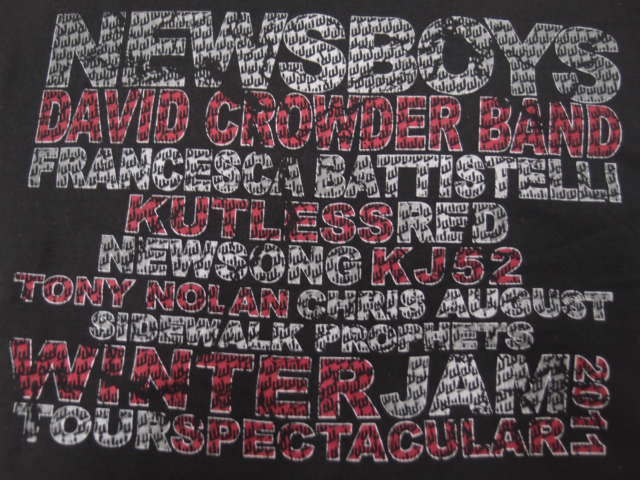 NEWSBOYS
DAVID CROWDER BAND
FRANCESCA BATTISTELLI
KUTLESS RED
NEWSONG KJ52
TONY NOLAN CHRIS AUGUST
SIDEWALK PROPHETS
WINTER JAM 2011
TOUR SPECTACULAR